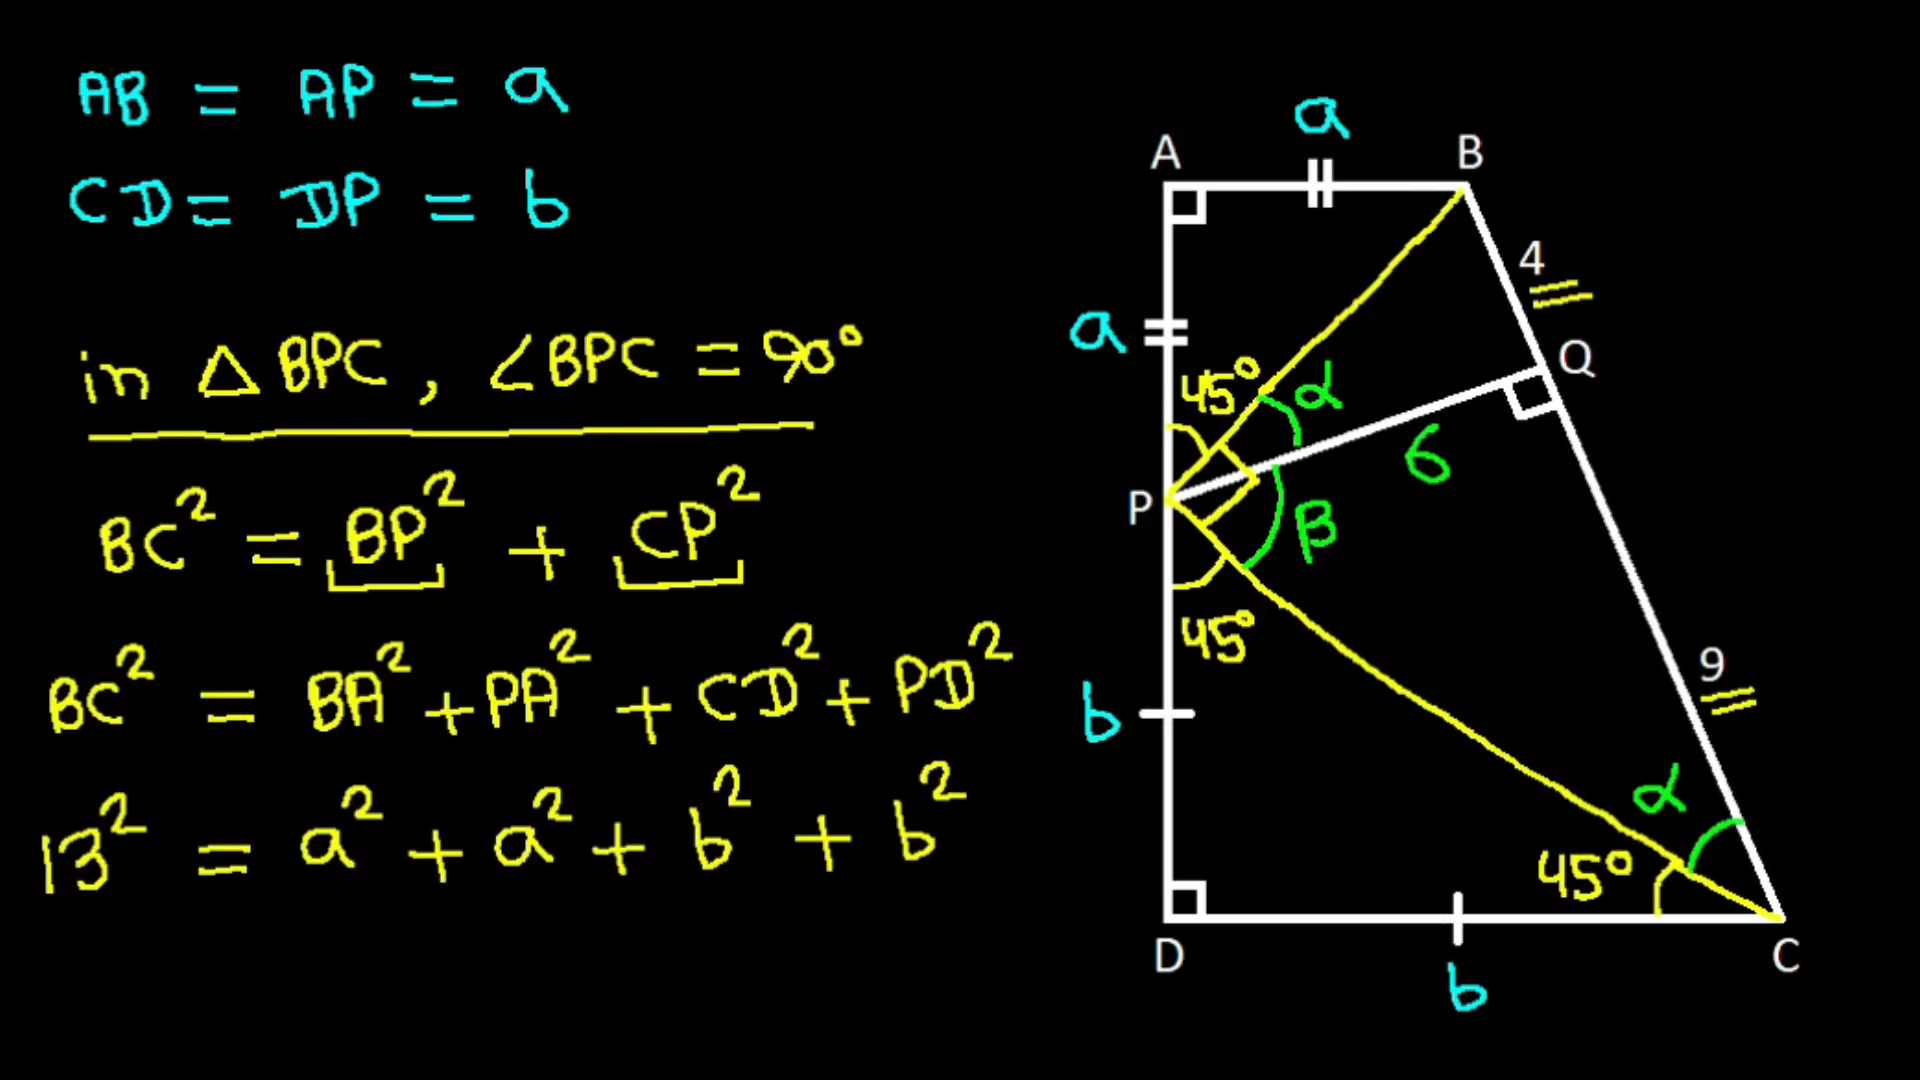 AB = AP = a
CD = DP = b
in △ BPC, ∠BPC = 90°
BC² = BP² + CP²
BC² = BA² + PA² + CD² + PD²
13² = a² + a² + b² + b²
a
A B
4
a
Q
45° α
6
P
β
45°
9
b
α
45°
D C
b